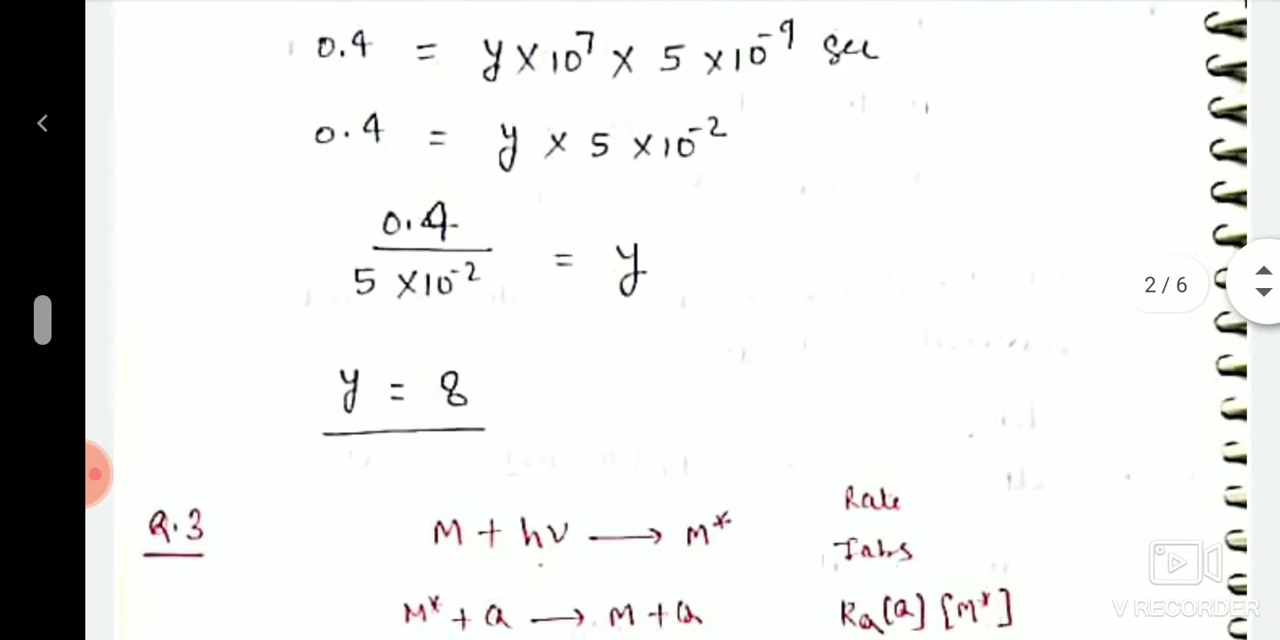 0.4 = y × 10⁷ × 5 × 10⁻⁹ sec
0.4 = y × 5 × 10⁻²
0.4 / 5 × 10⁻² = y
2 / 6
y = 8
Q.3 M + hν ⟶ M* Rate
Iabs
M* + Q ⟶ M + Q KQ[Q] [M*]
V RECORDER